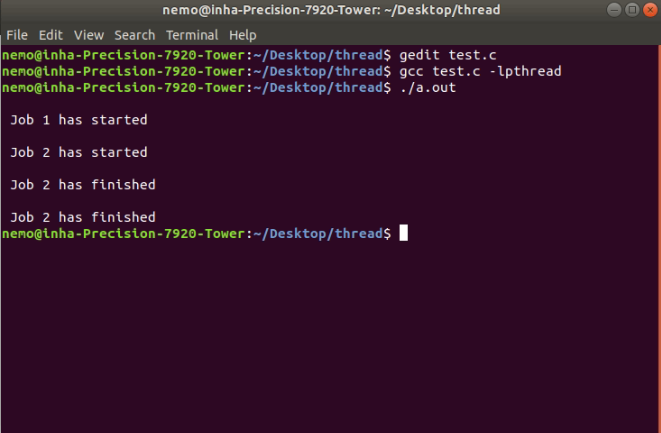 nemo@inha-Precision-7920-Tower: ~/Desktop/thread
File Edit View Search Terminal Help
nemo@inha-Precision-7920-Tower:~/Desktop/thread$ gedit test.c
nemo@inha-Precision-7920-Tower:~/Desktop/thread$ gcc test.c -lpthread
nemo@inha-Precision-7920-Tower:~/Desktop/thread$ ./a.out
Job 1 has started
Job 2 has started
Job 2 has finished
Job 2 has finished
nemo@inha-Precision-7920-Tower:~/Desktop/thread$